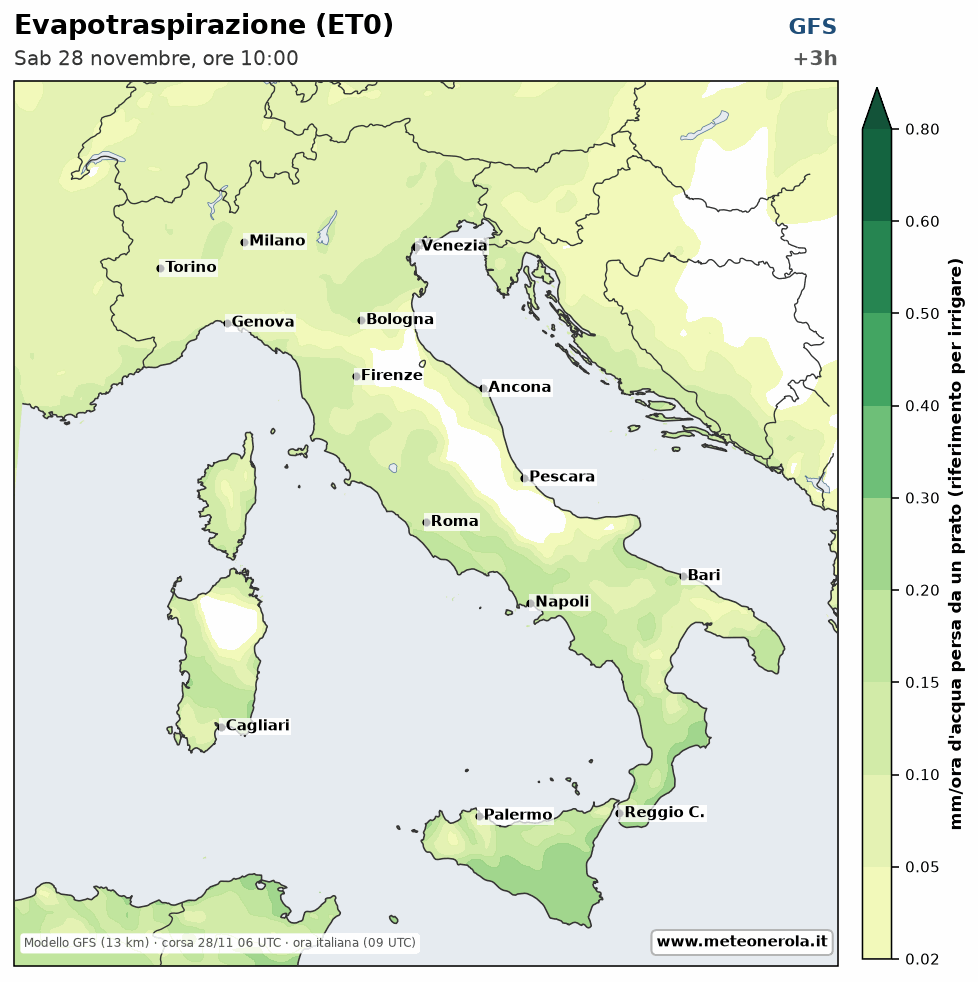 Evapotraspirazione (ET0)
GFS
Sab 28 novembre, ore 10:00
+3h
Milano
Venezia
Torino
Genova
Bologna
Firenze
Ancona
Pescara
Roma
Bari
Napoli
Cagliari
Palermo
Reggio C.
0.80
0.60
0.50
0.40
0.30
0.20
0.15
0.10
0.05
0.02
mm/ora d'acqua persa da un prato (riferimento per irrigare)
Modello GFS (13 km) · corsa 28/11 06 UTC · ora italiana (09 UTC)
www.meteonerola.it